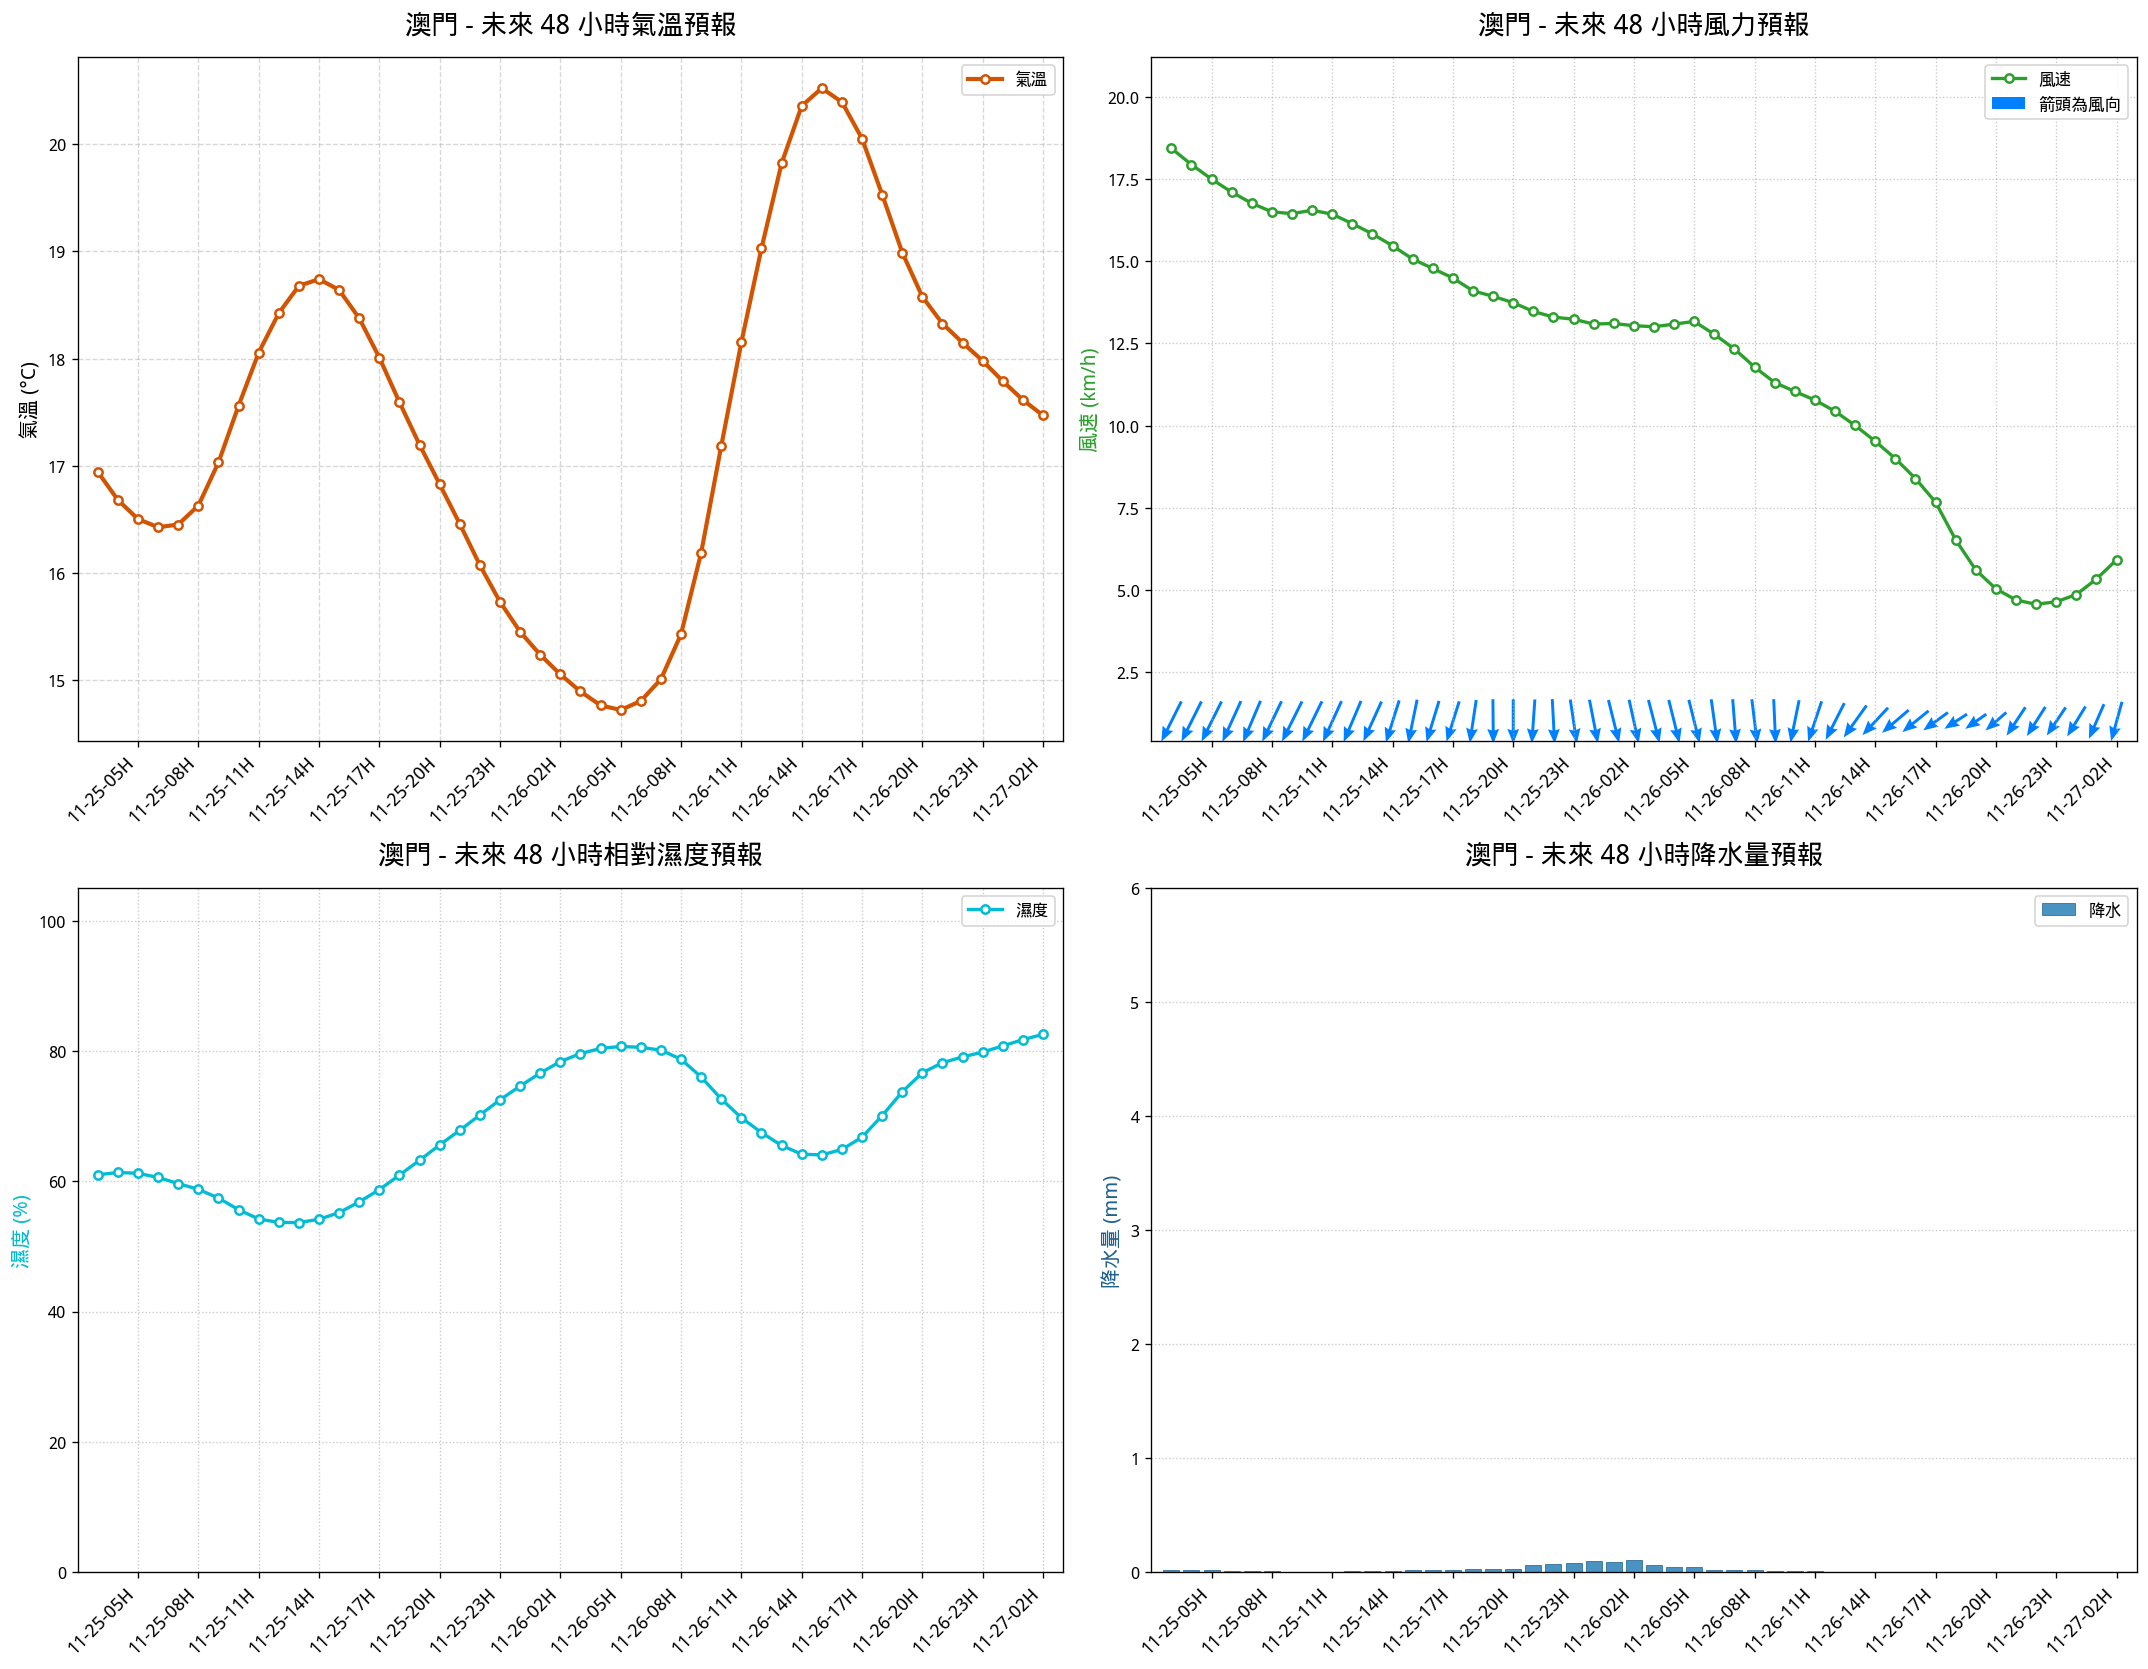 澳門 - 未來 48 小時氣溫預報
氣溫
氣溫 (°C)
20
19
18
17
16
15
11-25-05H
11-25-08H
11-25-11H
11-25-14H
11-25-17H
11-25-20H
11-25-23H
11-26-02H
11-26-05H
11-26-08H
11-26-11H
11-26-14H
11-26-17H
11-26-20H
11-26-23H
11-27-02H
澳門 - 未來 48 小時風力預報
風速
箭頭為風向
風速 (km/h)
20.0
17.5
15.0
12.5
10.0
7.5
5.0
2.5
11-25-05H
11-25-08H
11-25-11H
11-25-14H
11-25-17H
11-25-20H
11-25-23H
11-26-02H
11-26-05H
11-26-08H
11-26-11H
11-26-14H
11-26-17H
11-26-20H
11-26-23H
11-27-02H
澳門 - 未來 48 小時相對濕度預報
濕度
濕度 (%)
100
80
60
40
20
0
11-25-05H
11-25-08H
11-25-11H
11-25-14H
11-25-17H
11-25-20H
11-25-23H
11-26-02H
11-26-05H
11-26-08H
11-26-11H
11-26-14H
11-26-17H
11-26-20H
11-26-23H
11-27-02H
澳門 - 未來 48 小時降水量預報
降水
降水量 (mm)
6
5
4
3
2
1
0
11-25-05H
11-25-08H
11-25-11H
11-25-14H
11-25-17H
11-25-20H
11-25-23H
11-26-02H
11-26-05H
11-26-08H
11-26-11H
11-26-14H
11-26-17H
11-26-20H
11-26-23H
11-27-02H